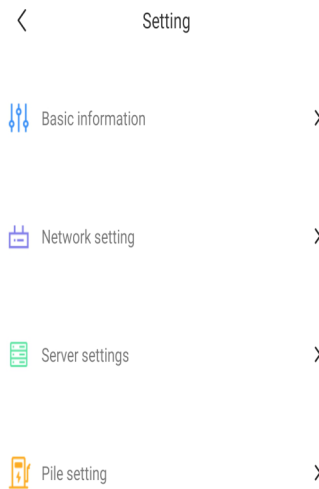 Setting
Basic information
Network setting
Server settings
Pile setting